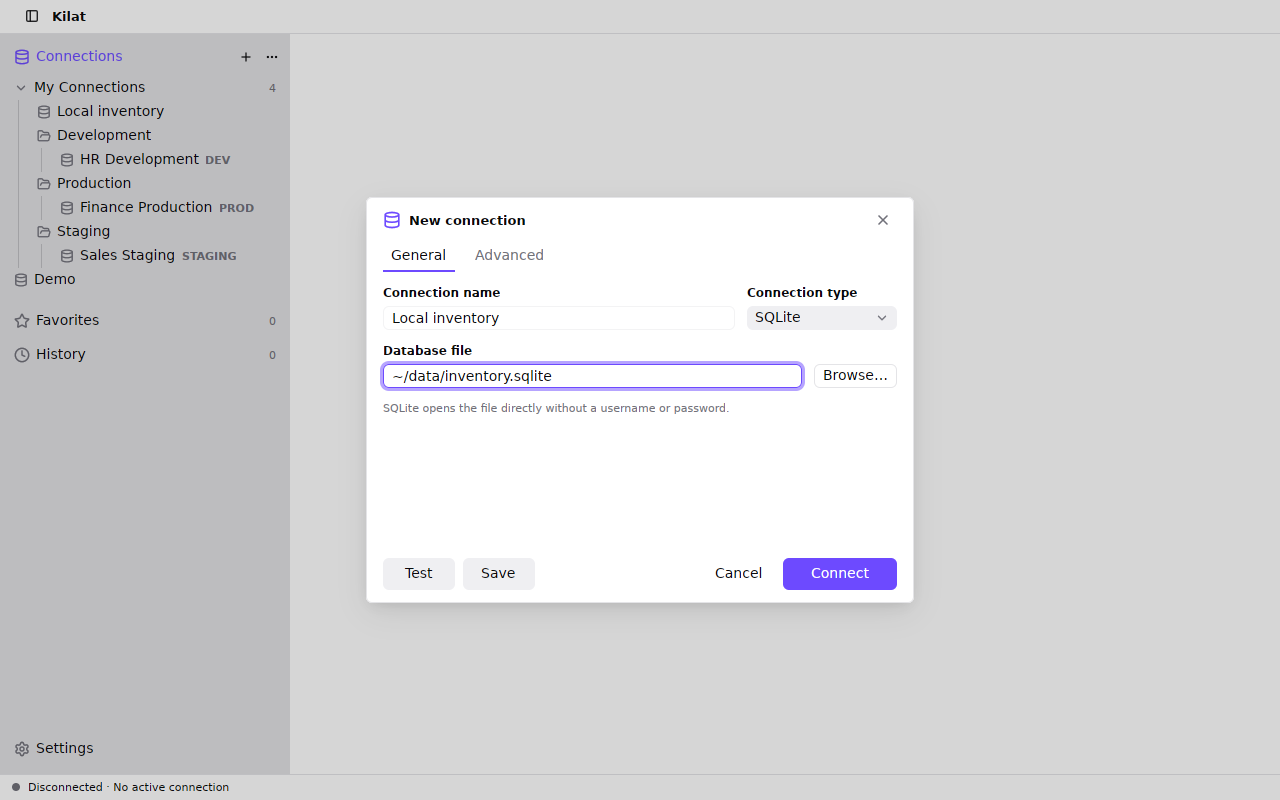 Kilat
Connections
My Connections 4
Local inventory
Development
HR Development DEV
Production
Finance Production PROD
Staging
Sales Staging STAGING
Demo
Favorites 0
History 0
Settings
Disconnected · No active connection
New connection
General Advanced
Connection name Connection type
Local inventory SQLite
Database file
~/data/inventory.sqlite Browse...
SQLite opens the file directly without a username or password.
Test Save Cancel Connect